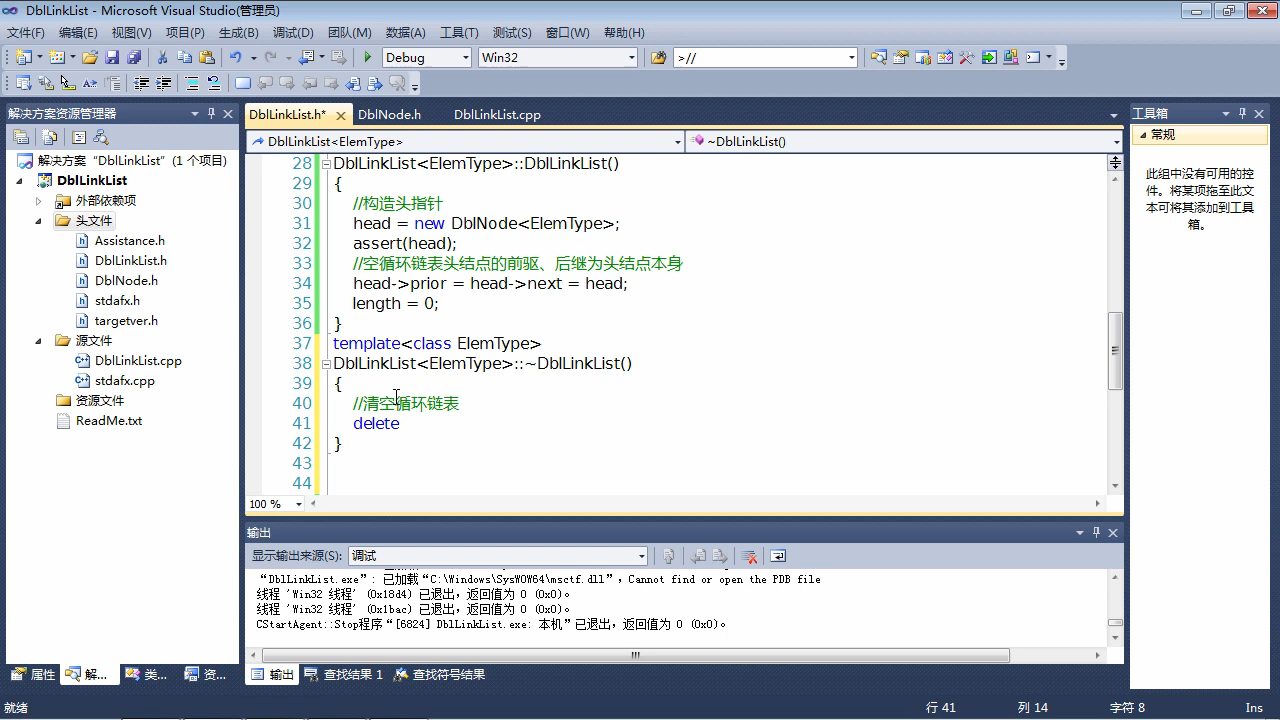 DblLinkList - Microsoft Visual Studio(管理员)
文件(F) 编辑(E) 视图(V) 项目(P) 生成(B) 调试(D) 团队(M) 数据(A) 工具(T) 测试(S) 窗口(W) 帮助(H)
Debug Win32 >//
解决方案资源管理器
解决方案 “DblLinkList” (1 个项目)
DblLinkList
外部依赖项
头文件
Assistance.h
DblLinkList.h
DblNode.h
stdafx.h
targetver.h
源文件
DblLinkList.cpp
stdafx.cpp
资源文件
ReadMe.txt
属性 解... 类... 资...
DblLinkList.h* DblNode.h DblLinkList.cpp
DblLinkList<ElemType> ~DblLinkList()
28 DblLinkList<ElemType>::DblLinkList()
29 {
30 //构造头指针
31 head = new DblNode<ElemType>;
32 assert(head);
33 //空循环链表头结点的前驱、后继为头结点本身
34 head->prior = head->next = head;
35 length = 0;
36 }
37 template<class ElemType>
38 DblLinkList<ElemType>::~DblLinkList()
39 {
40 //清空循环链表
41 delete
42 }
43
44
100 %
输出
显示输出来源(S): 调试
“DblLinkList.exe”: 已加载“C:\Windows\SysWOW64\msctf.dll”, Cannot find or open the PDB file
线程 'Win32 线程' (0x18d4) 已退出，返回值为 0 (0x0)。
线程 'Win32 线程' (0x1bac) 已退出，返回值为 0 (0x0)。
CStartAgent::Stop程序“[6824] DblLinkList.exe: 本机”已退出，返回值为 0 (0x0)。
输出 查找结果 1 查找符号结果
工具箱
常规
此组中没有可用的控
件。将某项拖至此文
本可将其添加到工具
箱。
就绪 行 41 列 14 字符 8 Ins